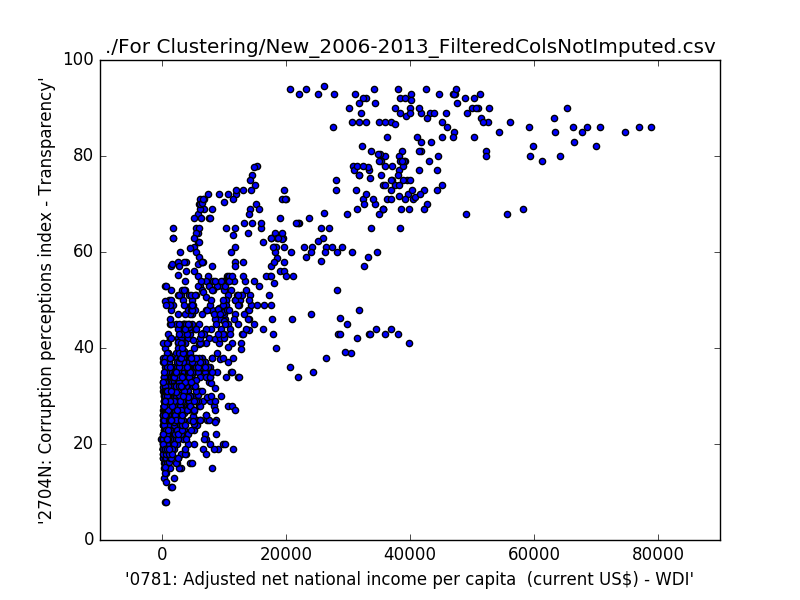 ./For Clustering/New_2006-2013_FilteredColsNotImputed.csv
100
80
60
40
20
0
'2704N: Corruption perceptions index - Transparency'
0 20000 40000 60000 80000
'0781: Adjusted net national income per capita  (current US$) - WDI'